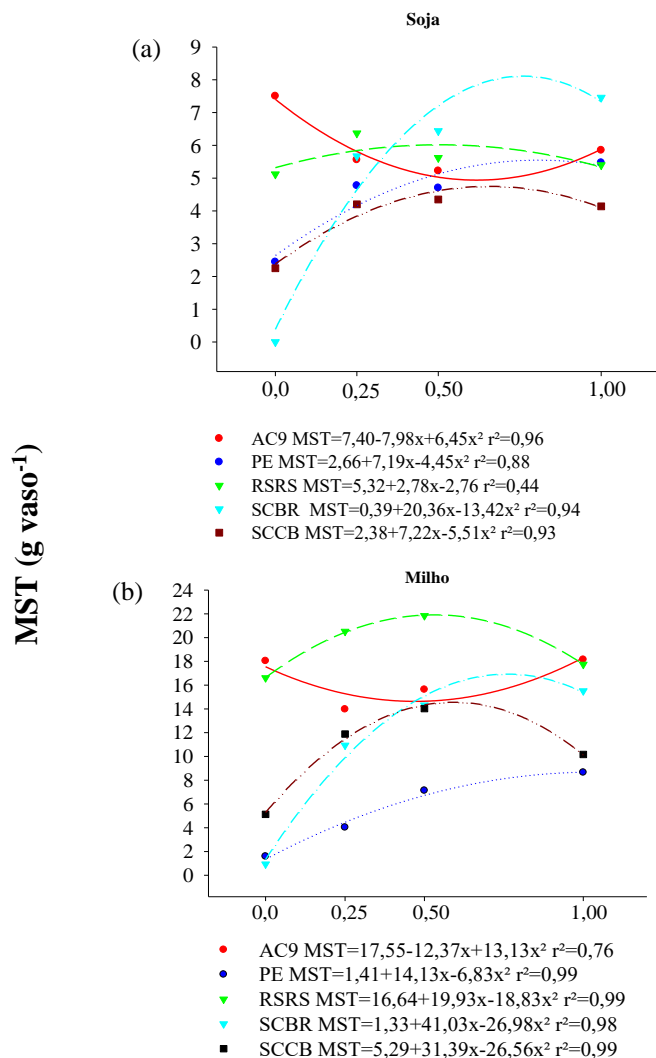 Soja
(a)
9
8
7
6
5
4
3
2
1
0
0,0 0,25 0,50 1,00
AC9 MST=7,40-7,98x+6,45x² r²=0,96
PE MST=2,66+7,19x-4,45x² r²=0,88
RSRS MST=5,32+2,78x-2,76 r²=0,44
SCBR MST=0,39+20,36x-13,42x² r²=0,94
SCCB MST=2,38+7,22x-5,51x² r²=0,93
MST (g vaso⁻¹)
Milho
(b)
24
22
20
18
16
14
12
10
8
6
4
2
0
0,0 0,25 0,50 1,00
AC9 MST=17,55-12,37x+13,13x² r²=0,76
PE MST=1,41+14,13x-6,83x² r²=0,99
RSRS MST=16,64+19,93x-18,83x² r²=0,99
SCBR MST=1,33+41,03x-26,98x² r²=0,98
SCCB MST=5,29+31,39x-26,56x² r²=0,99